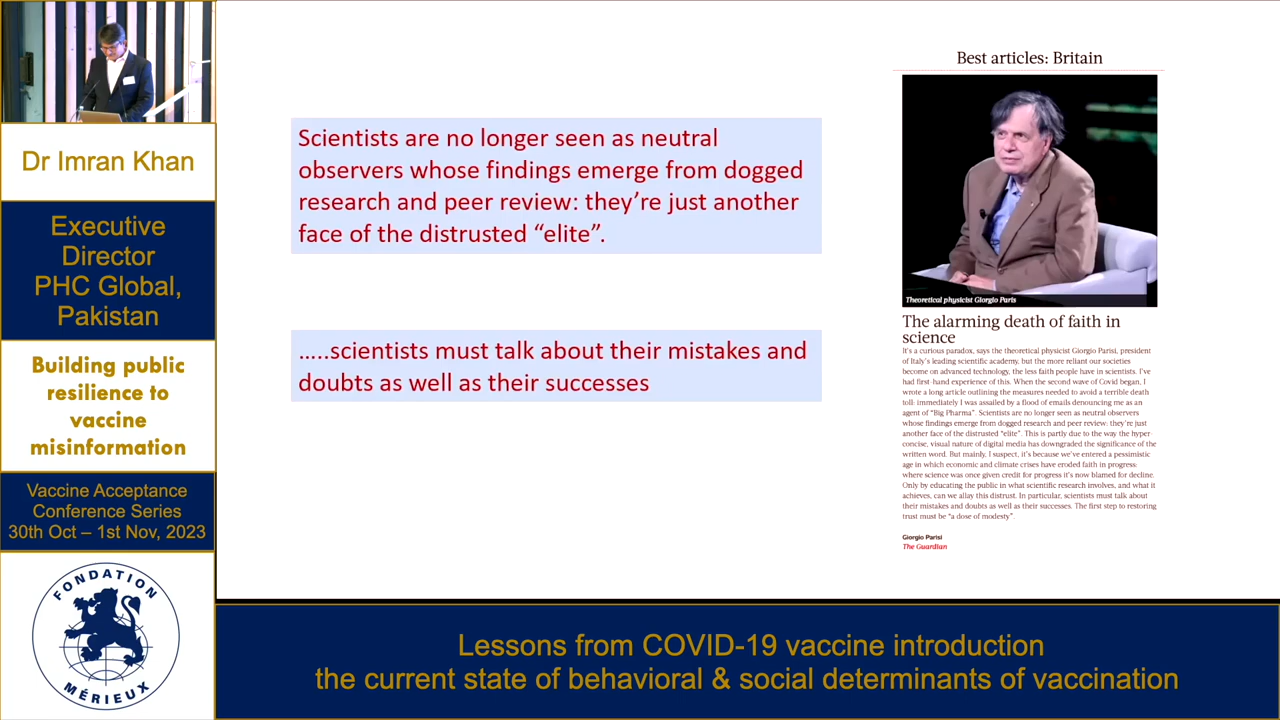 Dr Imran Khan
Executive
Director
PHC Global,
Pakistan
Building public
resilience to
vaccine
misinformation
Vaccine Acceptance
Conference Series
30th Oct – 1st Nov, 2023
FONDATION
MÉRIEUX
Scientists are no longer seen as neutral
observers whose findings emerge from dogged
research and peer review: they’re just another
face of the distrusted “elite”.
…..scientists must talk about their mistakes and
doubts as well as their successes
Best articles: Britain
Theoretical physicist Giorgio Paris
The alarming death of faith in
science
It's a curious paradox, says the theoretical physicist Giorgio Parisi, president
of Italy's leading scientific academy, but the more reliant our societies
become on advanced technology, the less faith people have in scientists. I've
had first-hand experience of this. When the second wave of Covid began, I
wrote a long article outlining the measures needed to avoid a terrible death
toll: immediately I was assailed by a flood of emails denouncing me as an
agent of “Big Pharma”. Scientists are no longer seen as neutral observers
whose findings emerge from dogged research and peer review: they're just
another face of the distrusted “elite”. This is partly due to the way the hyper-
concise, visual nature of digital media has downgraded the significance of the
written word. But mainly, I suspect, it's because we've entered a pessimistic
age in which economic and climate crises have eroded faith in progress:
where science was once given credit for progress it's now blamed for decline.
Only by educating the public in what scientific research involves, and what it
achieves, can we allay this distrust. In particular, scientists must talk about
their mistakes and doubts as well as their successes. The first step to restoring
trust must be “a dose of modesty”.
Giorgio Parisi
The Guardian
Lessons from COVID-19 vaccine introduction
the current state of behavioral & social determinants of vaccination